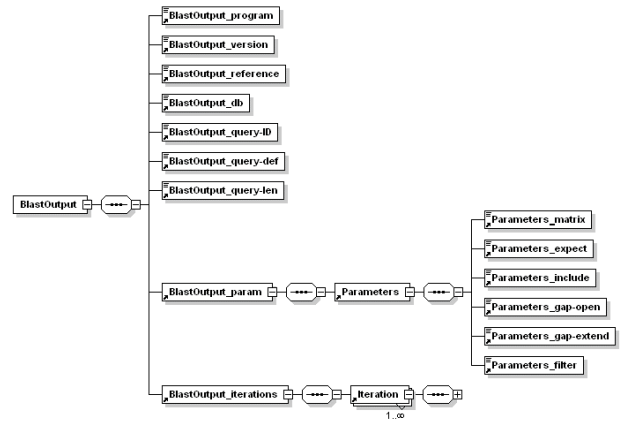 BlastOutput_program
BlastOutput_version
BlastOutput_reference
BlastOutput_db
BlastOutput_query-ID
BlastOutput_query-def
BlastOutput_query-len
BlastOutput
Parameters_matrix
Parameters_expect
Parameters_include
BlastOutput_param
Parameters
Parameters_gap-open
Parameters_gap-extend
Parameters_filter
BlastOutput_iterations
Iteration
1..∞